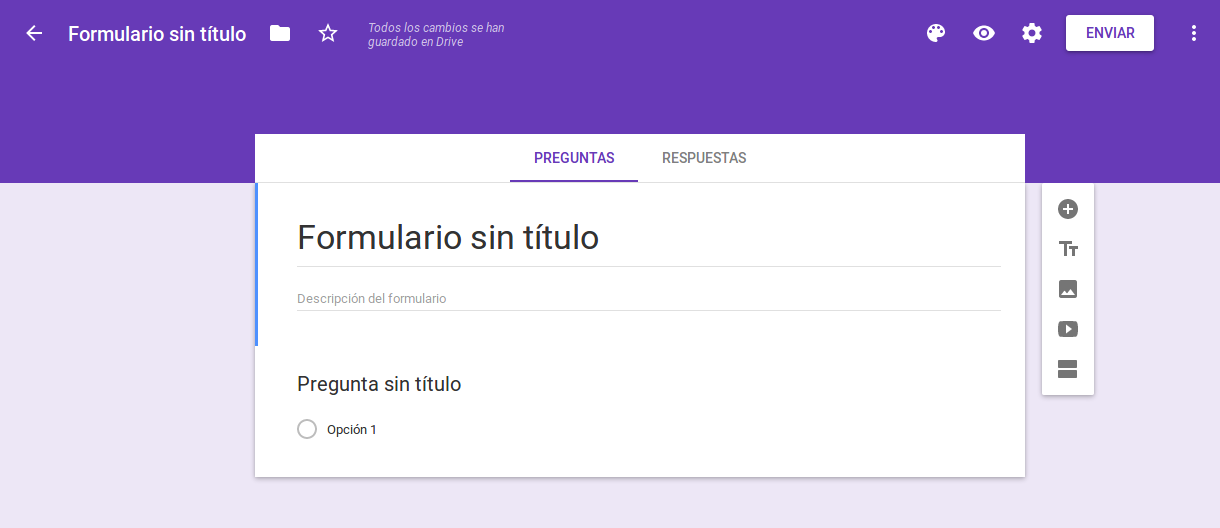 Formulario sin título
Todos los cambios se han
guardado en Drive
ENVIAR
PREGUNTAS
RESPUESTAS
Formulario sin título
Descripción del formulario
Pregunta sin título
Opción 1